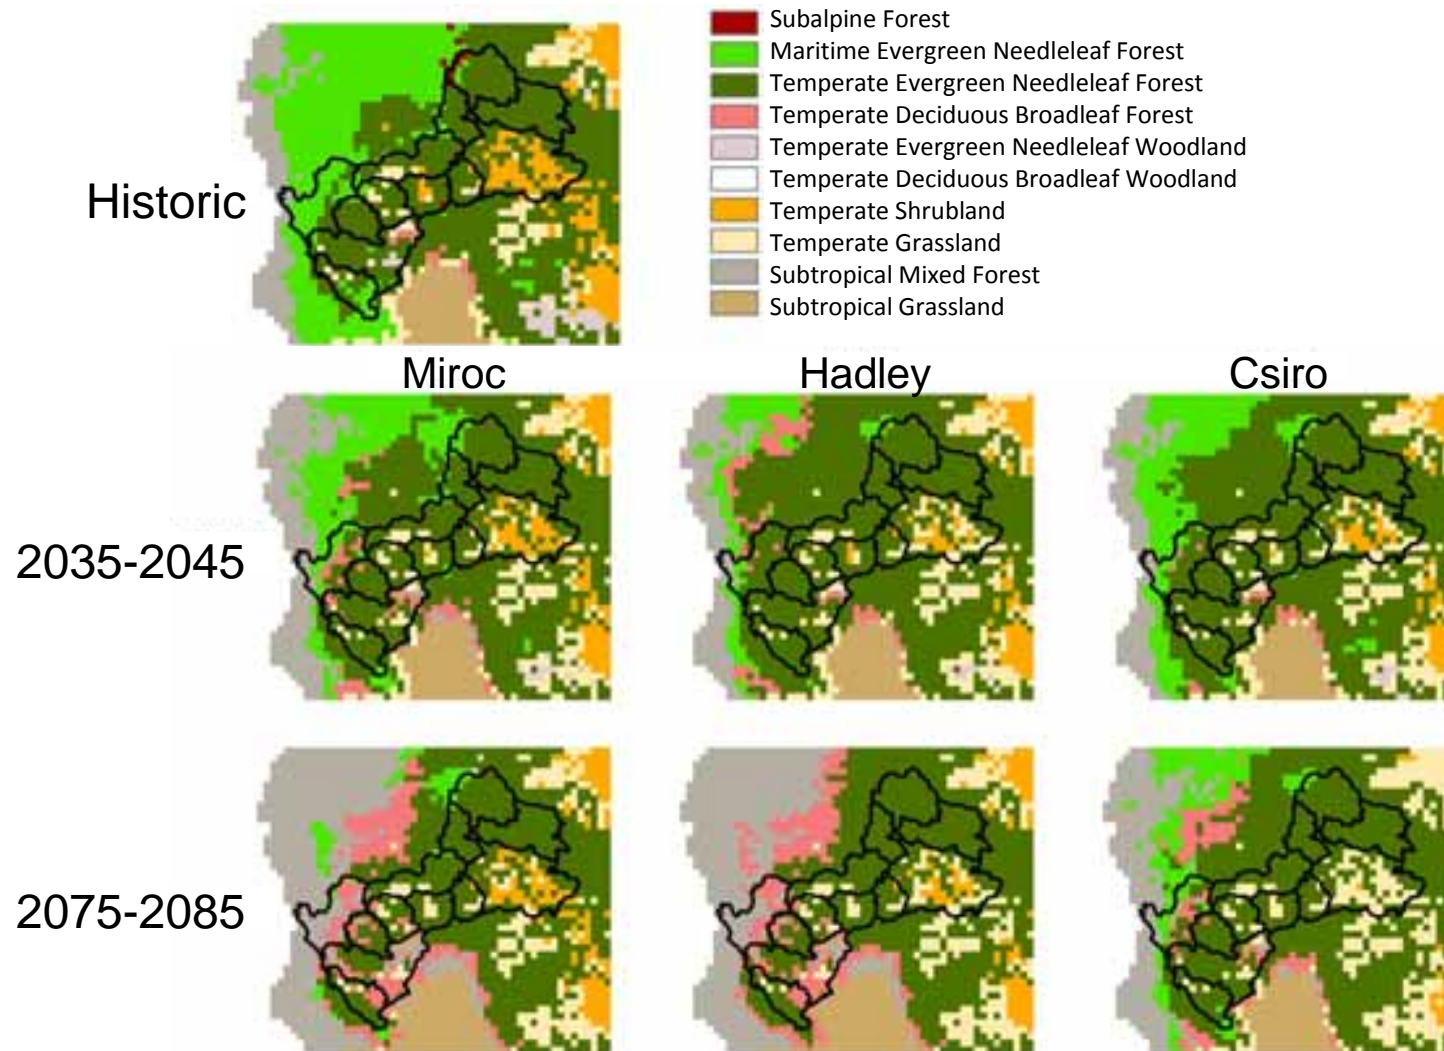 Subalpine Forest
Maritime Evergreen Needleleaf Forest
Temperate Evergreen Needleleaf Forest
Temperate Deciduous Broadleaf Forest
Temperate Evergreen Needleleaf Woodland
Temperate Deciduous Broadleaf Woodland
Temperate Shrubland
Temperate Grassland
Subtropical Mixed Forest
Subtropical Grassland
Historic
Miroc Hadley Csiro
2035-2045
2075-2085